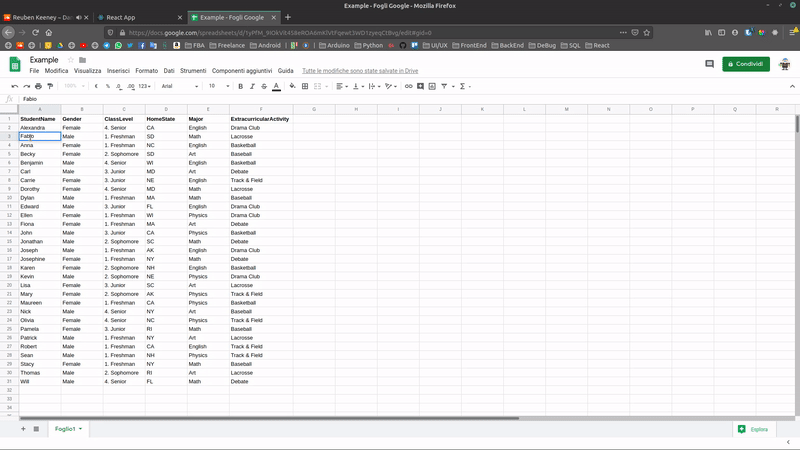 Example - Fogli Google — Mozilla Firefox
Reuben Keeney – Da
React App
Example - Fogli Google
FBA Freelance Android Arduino Python UI/UX FrontEnd BackEnd DeBug SQL React
Example
File Modifica Visualizza Inserisci Formato Dati Strumenti Componenti aggiuntivi Guida Tutte le modifiche sono state salvate in Drive
Condividi
100% € % .0 .00 123 Arial 10 B I S A
fx Fabio
A B C D E F G H I J K L M N O P Q R
1 StudentName Gender ClassLevel HomeState Major ExtracurricularActivity
2 Alexandra Female 4. Senior CA English Drama Club
3 Fabio Male 1. Freshman SD Math Lacrosse
4 Anna Female 1. Freshman NC English Basketball
5 Becky Female 2. Sophomore SD Art Baseball
6 Benjamin Male 4. Senior WI English Basketball
7 Carl Male 3. Junior MD Art Debate
8 Carrie Female 3. Junior NE English Track & Field
9 Dorothy Female 4. Senior MD Math Lacrosse
10 Dylan Male 1. Freshman MA Math Baseball
11 Edward Male 3. Junior FL English Drama Club
12 Ellen Female 1. Freshman WI Physics Drama Club
13 Fiona Female 1. Freshman MA Art Debate
14 John Male 3. Junior CA Physics Basketball
15 Jonathan Male 2. Sophomore SC Math Debate
16 Joseph Male 1. Freshman AK English Drama Club
17 Josephine Female 1. Freshman NY Math Debate
18 Karen Female 2. Sophomore NH English Basketball
19 Kevin Male 2. Sophomore NE Physics Drama Club
20 Lisa Female 3. Junior SC Art Lacrosse
21 Mary Female 2. Sophomore AK Physics Track & Field
22 Maureen Female 1. Freshman CA Physics Basketball
23 Nick Male 4. Senior NY Art Baseball
24 Olivia Female 4. Senior NC Physics Track & Field
25 Pamela Female 3. Junior RI Math Baseball
26 Patrick Male 1. Freshman NY Art Lacrosse
27 Robert Male 1. Freshman CA English Track & Field
28 Sean Male 1. Freshman NH Physics Track & Field
29 Stacy Female 1. Freshman NY Math Baseball
30 Thomas Male 2. Sophomore RI Art Lacrosse
31 Will Male 4. Senior FL Math Debate
32
33
34
Foglio1
Esplora